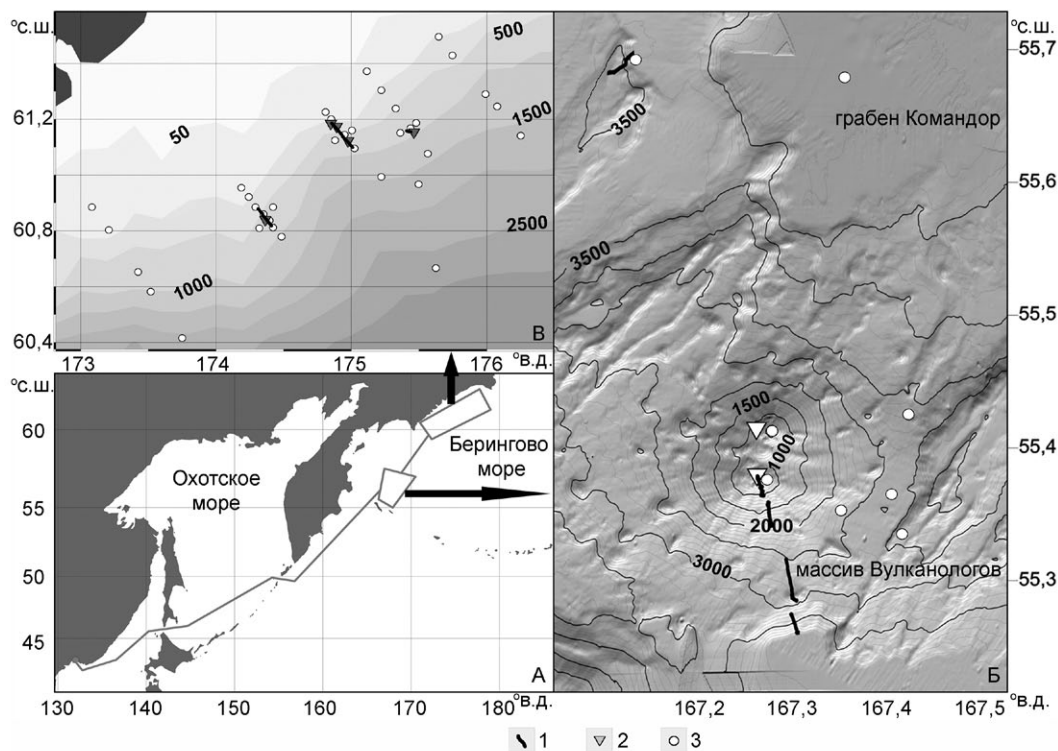 °с.ш.
500
61,2
50
1500
60,8
2500
1000
В
60,4
173
174
175
176
°в.д.
°с.ш.
60
Берингово
море
Охотское
море
55
50
45
А
130
140
150
160
170
180
°в.д.
°с.ш.
55,7
грабен Командор
3500
55,6
3500
55,5
1500
1000
55,4
2000
3000
массив Вулканологов
55,3
Б
167,2
167,3
167,4
167,5
°в.д.
1
2
3